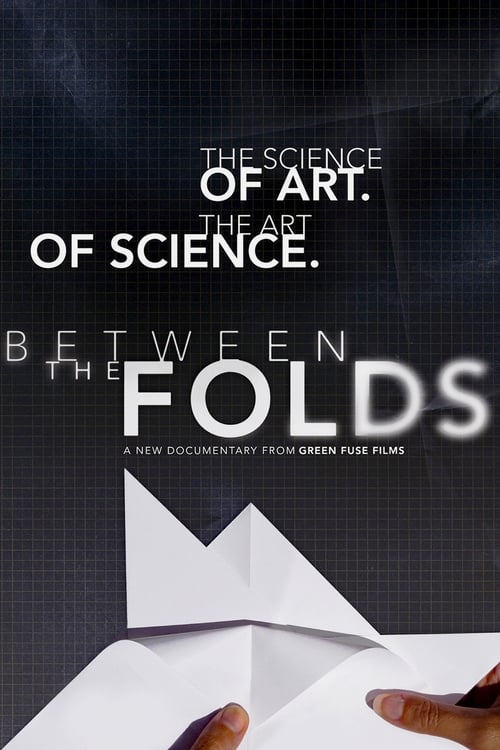 THE SCIENCE
OF ART.
THE ART
OF SCIENCE.
BETWEEN
THE
FOLDS
A NEW DOCUMENTARY FROM GREEN FUSE FILMS